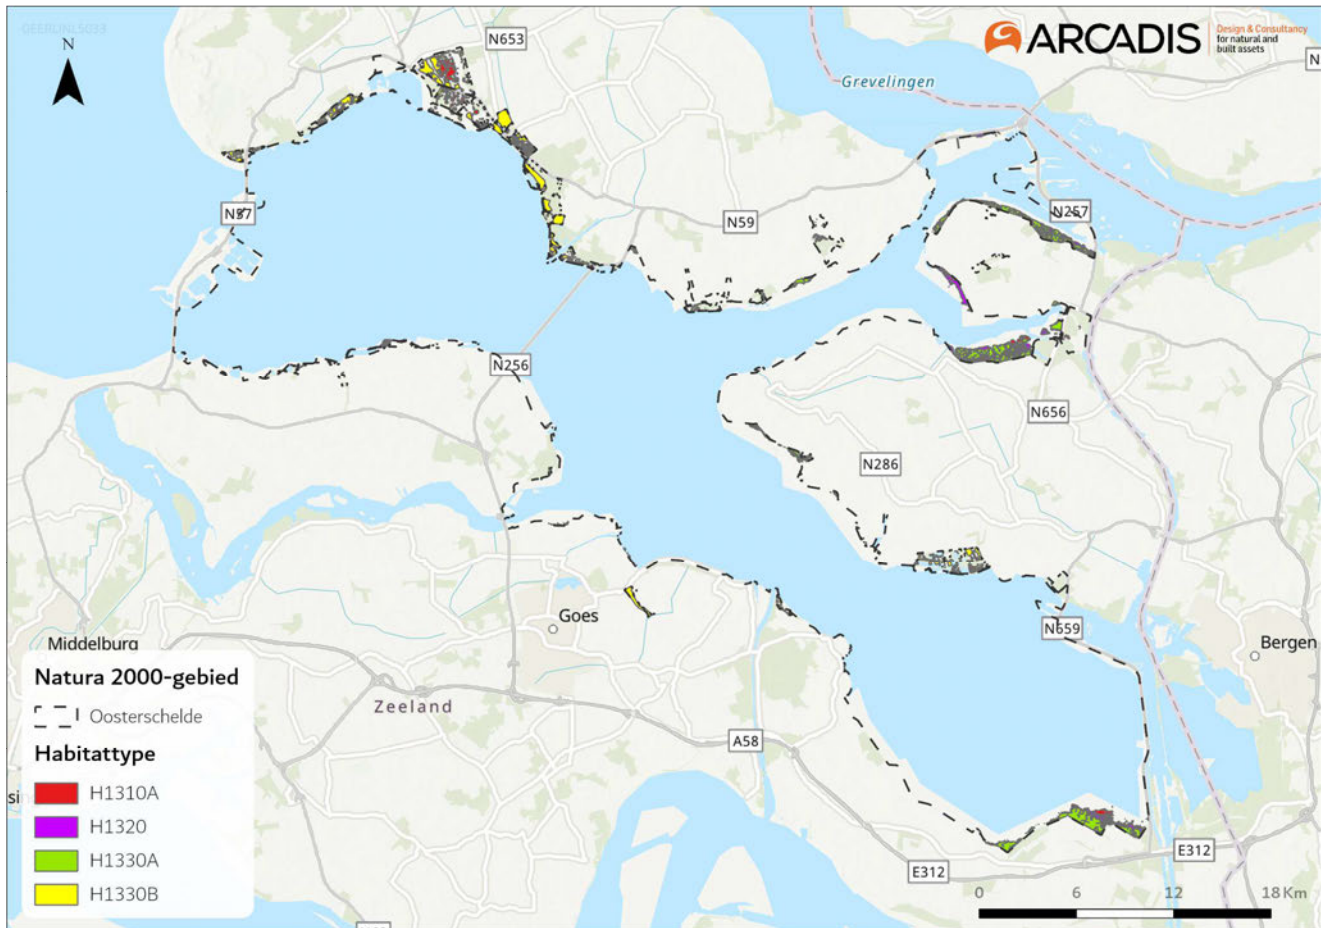 N
N653
ARCADIS
Design & Consultancy
for natural and
built assets
Grevelingen
N57
N59
N257
N256
N656
N286
Goes
N659
Middelburg
Bergen
Zeeland
A58
E312
E312
Natura 2000-gebied
Oosterschelde
Habitattype
H1310A
H1320
H1330A
H1330B
0 6 12 18 Km